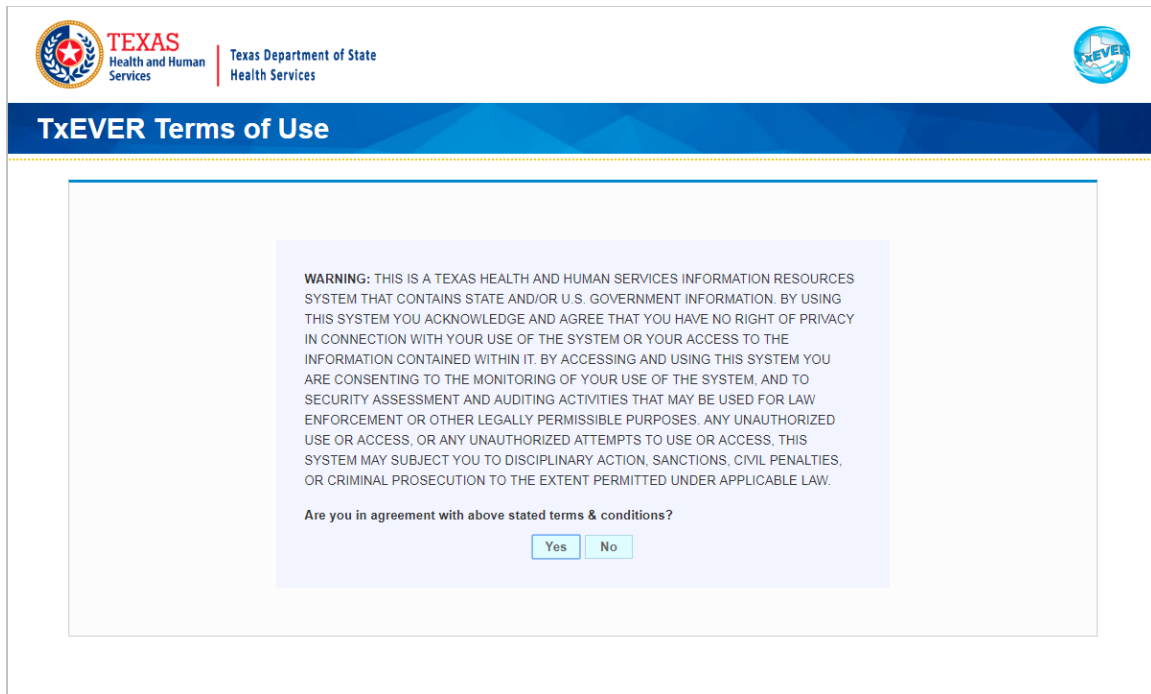 TEXAS
Health and Human
Services
Texas Department of State
Health Services
TxEVER
TxEVER Terms of Use
WARNING: THIS IS A TEXAS HEALTH AND HUMAN SERVICES INFORMATION RESOURCES
SYSTEM THAT CONTAINS STATE AND/OR U.S. GOVERNMENT INFORMATION. BY USING
THIS SYSTEM YOU ACKNOWLEDGE AND AGREE THAT YOU HAVE NO RIGHT OF PRIVACY
IN CONNECTION WITH YOUR USE OF THE SYSTEM OR YOUR ACCESS TO THE
INFORMATION CONTAINED WITHIN IT. BY ACCESSING AND USING THIS SYSTEM YOU
ARE CONSENTING TO THE MONITORING OF YOUR USE OF THE SYSTEM, AND TO
SECURITY ASSESSMENT AND AUDITING ACTIVITIES THAT MAY BE USED FOR LAW
ENFORCEMENT OR OTHER LEGALLY PERMISSIBLE PURPOSES. ANY UNAUTHORIZED
USE OR ACCESS, OR ANY UNAUTHORIZED ATTEMPTS TO USE OR ACCESS, THIS
SYSTEM MAY SUBJECT YOU TO DISCIPLINARY ACTION, SANCTIONS, CIVIL PENALTIES,
OR CRIMINAL PROSECUTION TO THE EXTENT PERMITTED UNDER APPLICABLE LAW.
Are you in agreement with above stated terms & conditions?
Yes No